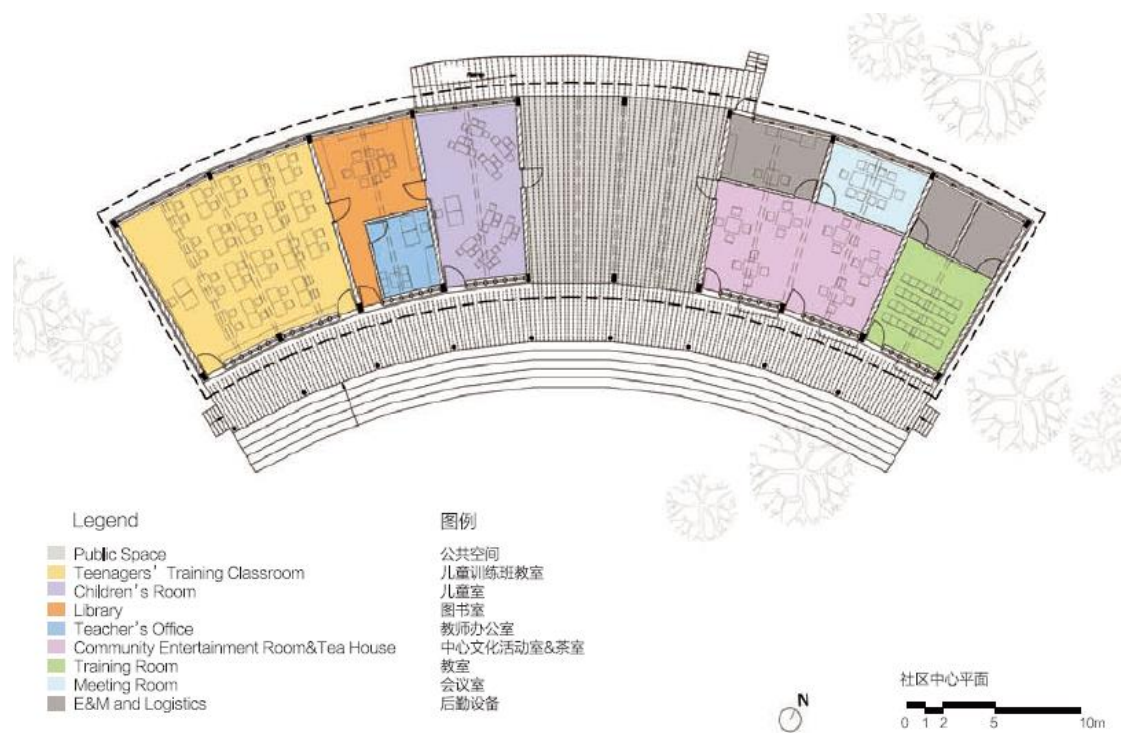 Legend 图例
Public Space 公共空间
Teenagers' Training Classroom 儿童训练班教室
Children's Room 儿童室
Library 图书室
Teacher's Office 教师办公室
Community Entertainment Room&Tea House 中心文化活动室&茶室
Training Room 教室
Meeting Room 会议室
E&M and Logistics 后勤设备
N
社区中心平面
0 1 2 5 10m